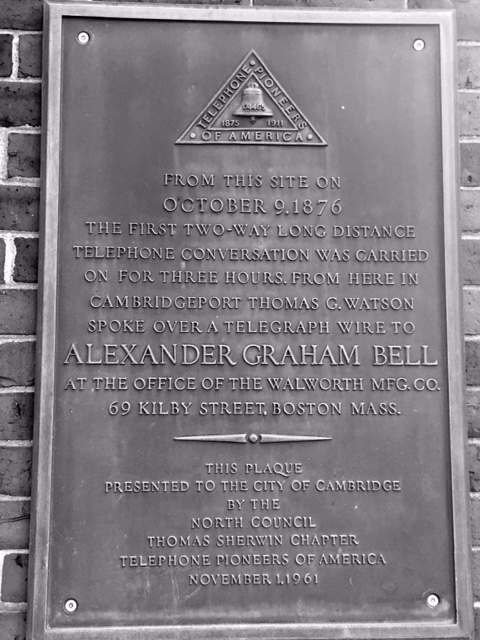 TELEPHONE PIONEERS
1875 1911
OF AMERICA
FROM THIS SITE ON
OCTOBER 9, 1876
THE FIRST TWO-WAY LONG DISTANCE
TELEPHONE CONVERSATION WAS CARRIED
ON FOR THREE HOURS. FROM HERE IN
CAMBRIDGEPORT THOMAS G. WATSON
SPOKE OVER A TELEGRAPH WIRE TO
ALEXANDER GRAHAM BELL
AT THE OFFICE OF THE WALWORTH MFG. CO.
69 KILBY STREET, BOSTON MASS.
THIS PLAQUE
PRESENTED TO THE CITY OF CAMBRIDGE
BY THE
NORTH COUNCIL
THOMAS SHERWIN CHAPTER
TELEPHONE PIONEERS OF AMERICA
NOVEMBER 1, 1961